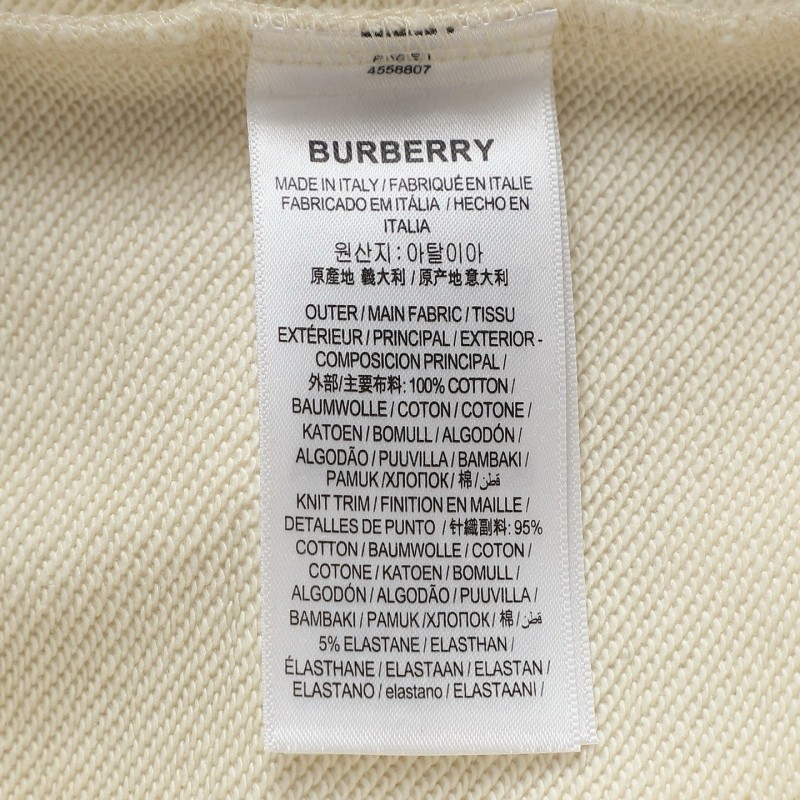 4558807
BURBERRY
MADE IN ITALY / FABRIQUÉ EN ITALIE
FABRICADO EM ITÁLIA / HECHO EN
ITALIA
원산지 : 아탈이아
原產地 義大利 / 原产地 意大利
OUTER / MAIN FABRIC / TISSU
EXTÉRIEUR / PRINCIPAL / EXTERIOR -
COMPOSICION PRINCIPAL /
外部/主要布料: 100% COTTON /
BAUMWOLLE / COTON / COTONE /
KATOEN / BOMULL / ALGODÓN /
ALGODÃO / PUUVILLA / BAMBAKI /
PAMUK /ХЛОПОК / 棉 / قطن /
KNIT TRIM / FINITION EN MAILLE /
DETALLES DE PUNTO / 针織副料: 95%
COTTON / BAUMWOLLE / COTON /
COTONE / KATOEN / BOMULL /
ALGODÓN / ALGODÃO / PUUVILLA /
BAMBAKI / PAMUK /ХЛОПОК / 棉 / قطن /
5% ELASTANE / ELASTHAN /
ÉLASTHANE / ELASTAAN / ELASTAN /
ELASTANO / elastano / ELASTAANI /